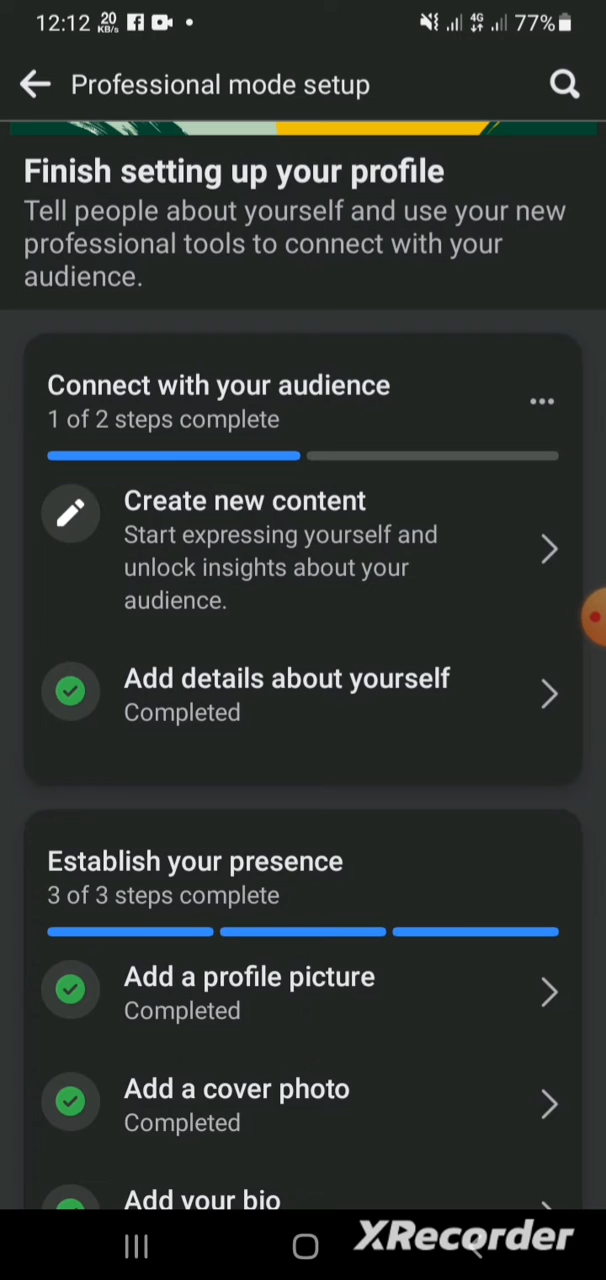 12:12 20 KB/s 4G 77%
Professional mode setup
Finish setting up your profile
Tell people about yourself and use your new
professional tools to connect with your
audience.
Connect with your audience
1 of 2 steps complete
Create new content
Start expressing yourself and
unlock insights about your
audience.
Add details about yourself
Completed
Establish your presence
3 of 3 steps complete
Add a profile picture
Completed
Add a cover photo
Completed
Add your bio
XRecorder